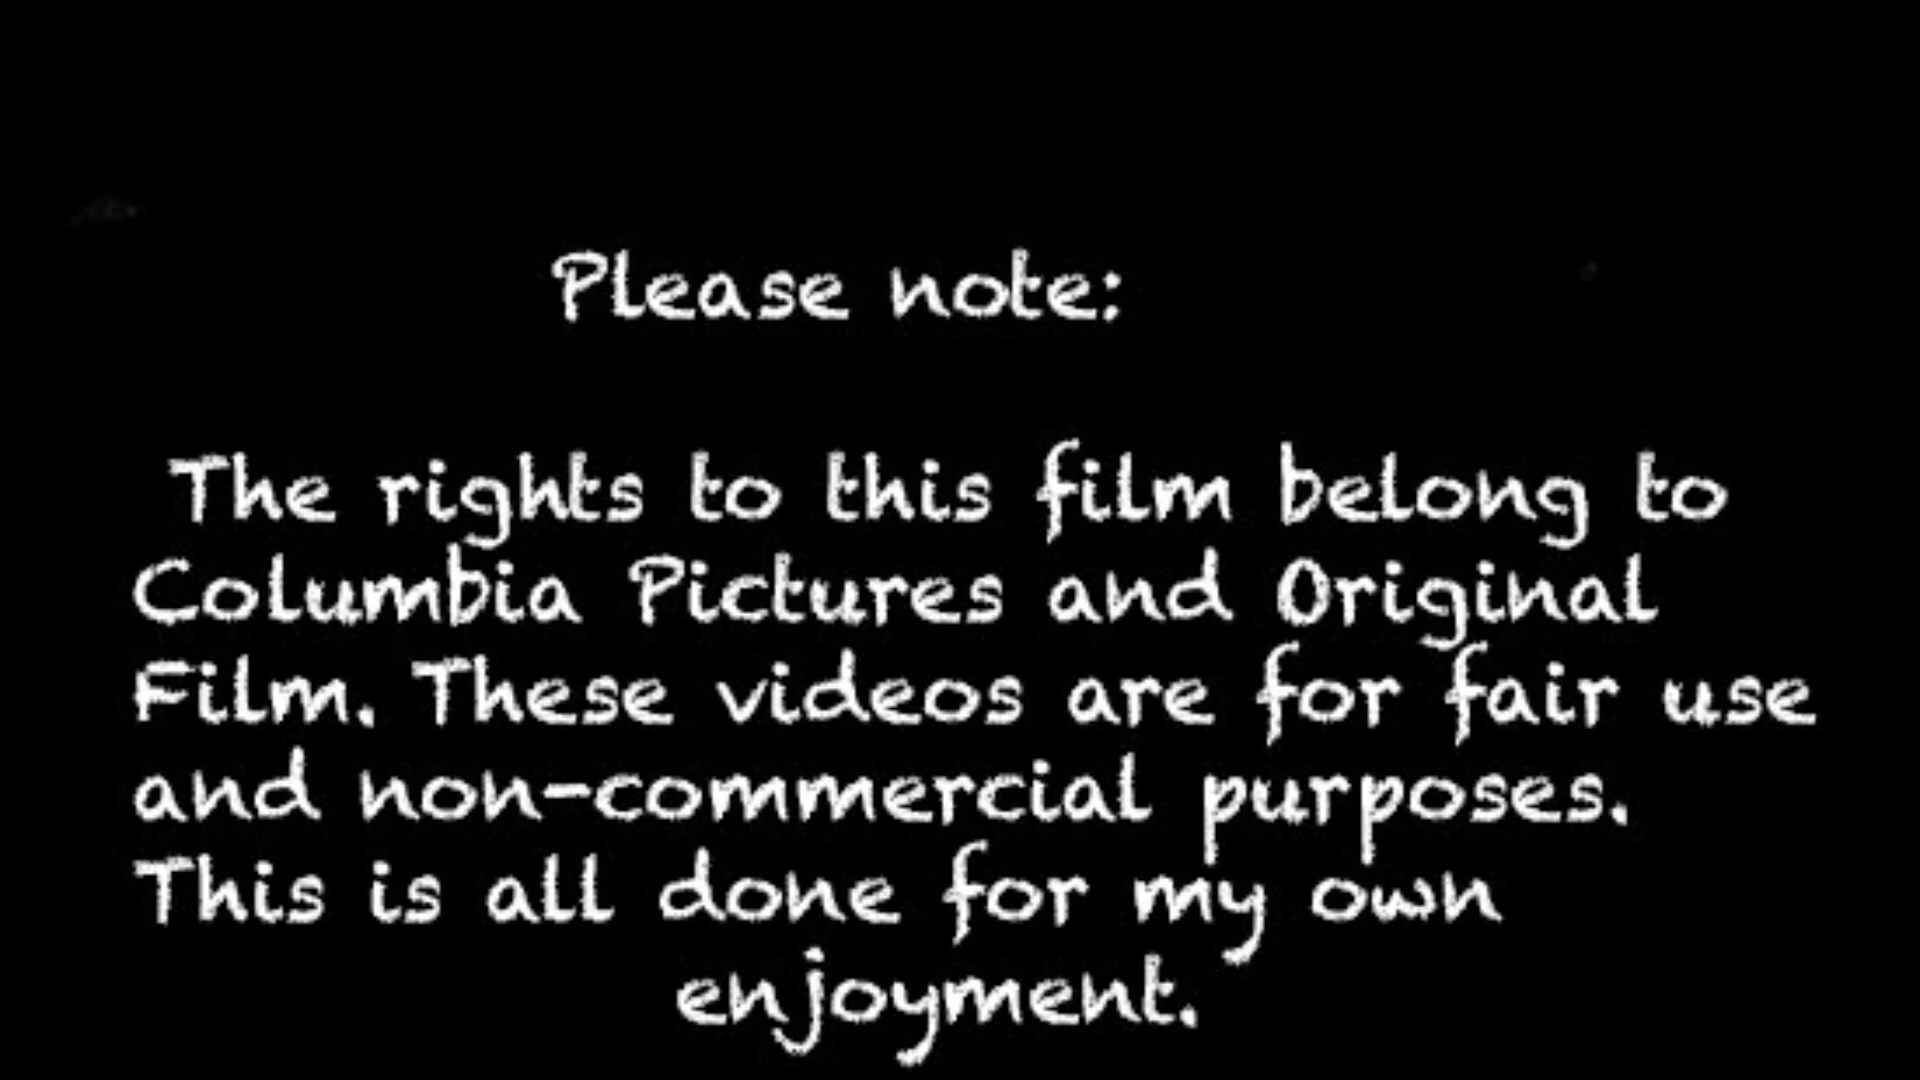 Please note:
The rights to this film belong to
Columbia Pictures and Original
Film. These videos are for fair use
and non-commercial purposes.
This is all done for my own
enjoyment.